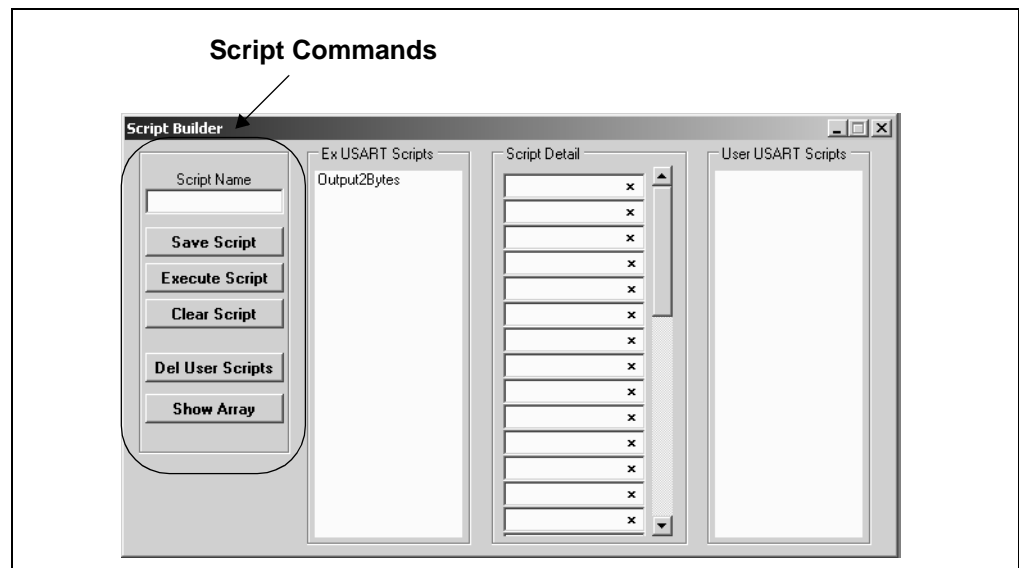 Script Commands
Script Builder
Script Name
Save Script
Execute Script
Clear Script
Del User Scripts
Show Array
Ex USART Scripts
Output2Bytes
Script Detail
x
x
x
x
x
x
x
x
x
x
x
x
x
x
User USART Scripts